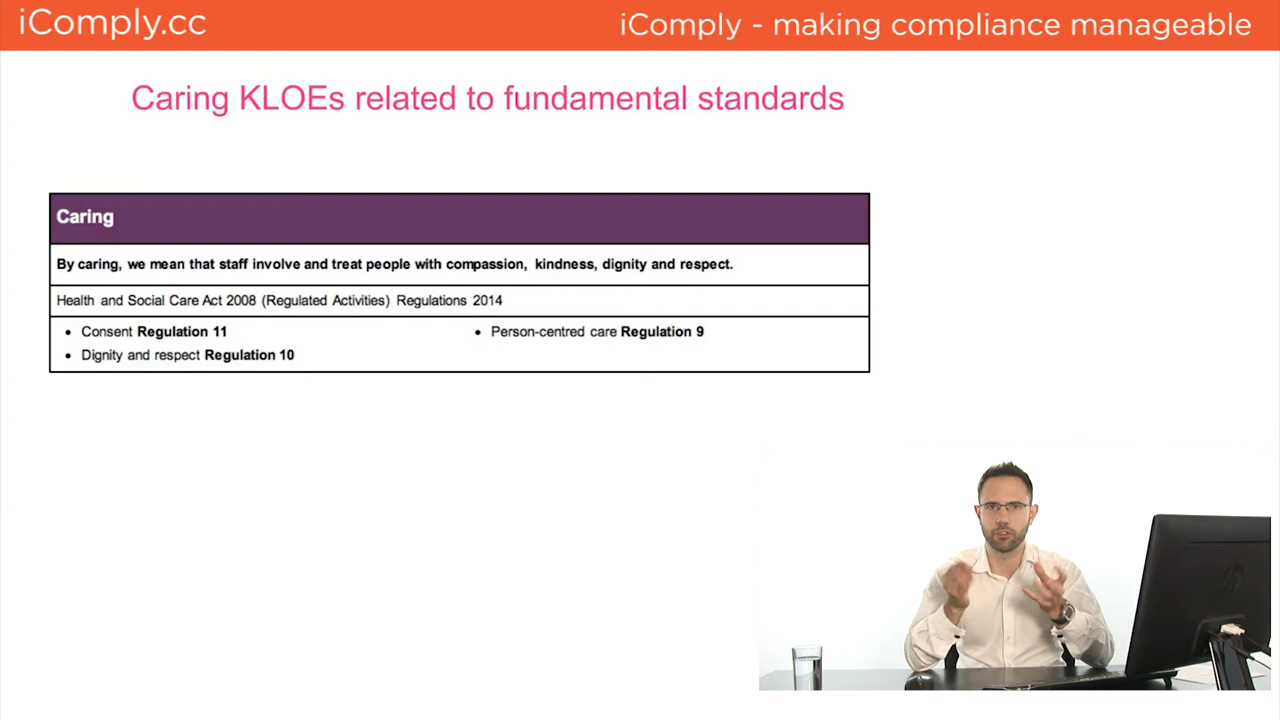 iComply.cc
iComply - making compliance manageable
Caring KLOEs related to fundamental standards
Caring
By caring, we mean that staff involve and treat people with compassion, kindness, dignity and respect.
Health and Social Care Act 2008 (Regulated Activities) Regulations 2014
• Consent Regulation 11
• Dignity and respect Regulation 10
• Person-centred care Regulation 9